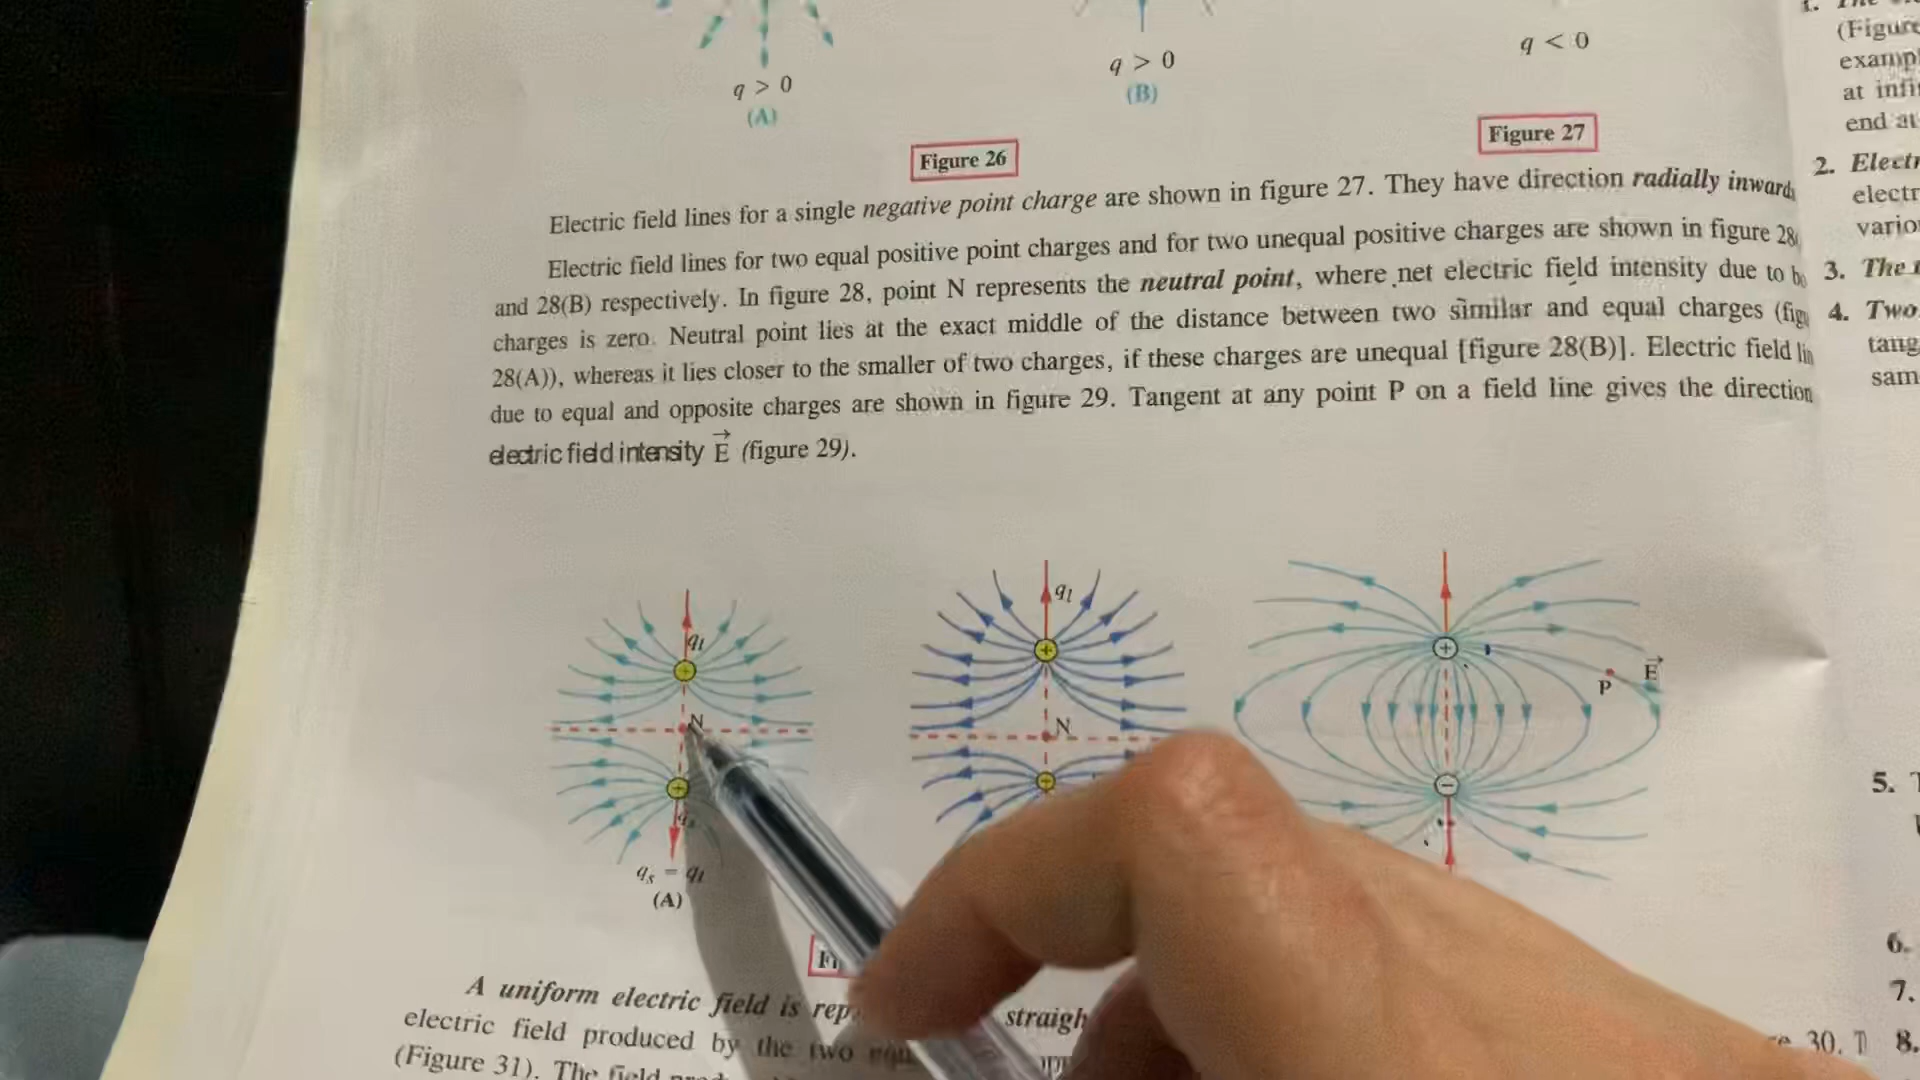 q > 0
(A)
q > 0
(B)
q < 0
Figure 26
Figure 27
Electric field lines for a single negative point charge are shown in figure 27. They have direction radially inward
Electric field lines for two equal positive point charges and for two unequal positive charges are shown in figure 28
and 28(B) respectively. In figure 28, point N represents the neutral point, where net electric field intensity due to
charges is zero. Neutral point lies at the exact middle of the distance between two similar and equal charges (fig
28(A)), whereas it lies closer to the smaller of two charges, if these charges are unequal [figure 28(B)]. Electric field
due to equal and opposite charges are shown in figure 29. Tangent at any point P on a field line gives the direction
electric field intensity E⃗ (figure 29).
ql
N
qs
qs = ql
(A)
ql
N
P
E⃗
A uniform electric field is straigh
electric field produced by the two
(Figure 31). The field
1.
(Figure
examp
at infi
end at
2. Electr
electr
vario
3. The
4. Two
tang
sam
5.
6.
7.
30. 8.